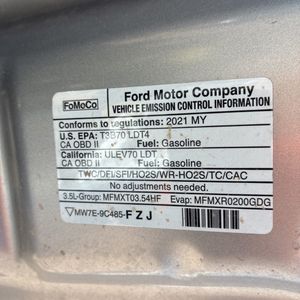 FoMoCo
Ford Motor Company
VEHICLE EMISSION CONTROL INFORMATION
Conforms to regulations: 2021 MY
U.S. EPA: T3B70 LDT4
CA OBD II Fuel: Gasoline
California: ULEV70 LDT
CA OBD II Fuel: Gasoline
TWC/DFI/SFI/HO2S/WR-HO2S/TC/CAC
No adjustments needed.
3.5L-Group: MFMXT03.54HF Evap: MFMXR0200GDG
MW7E-9C485-FZJ